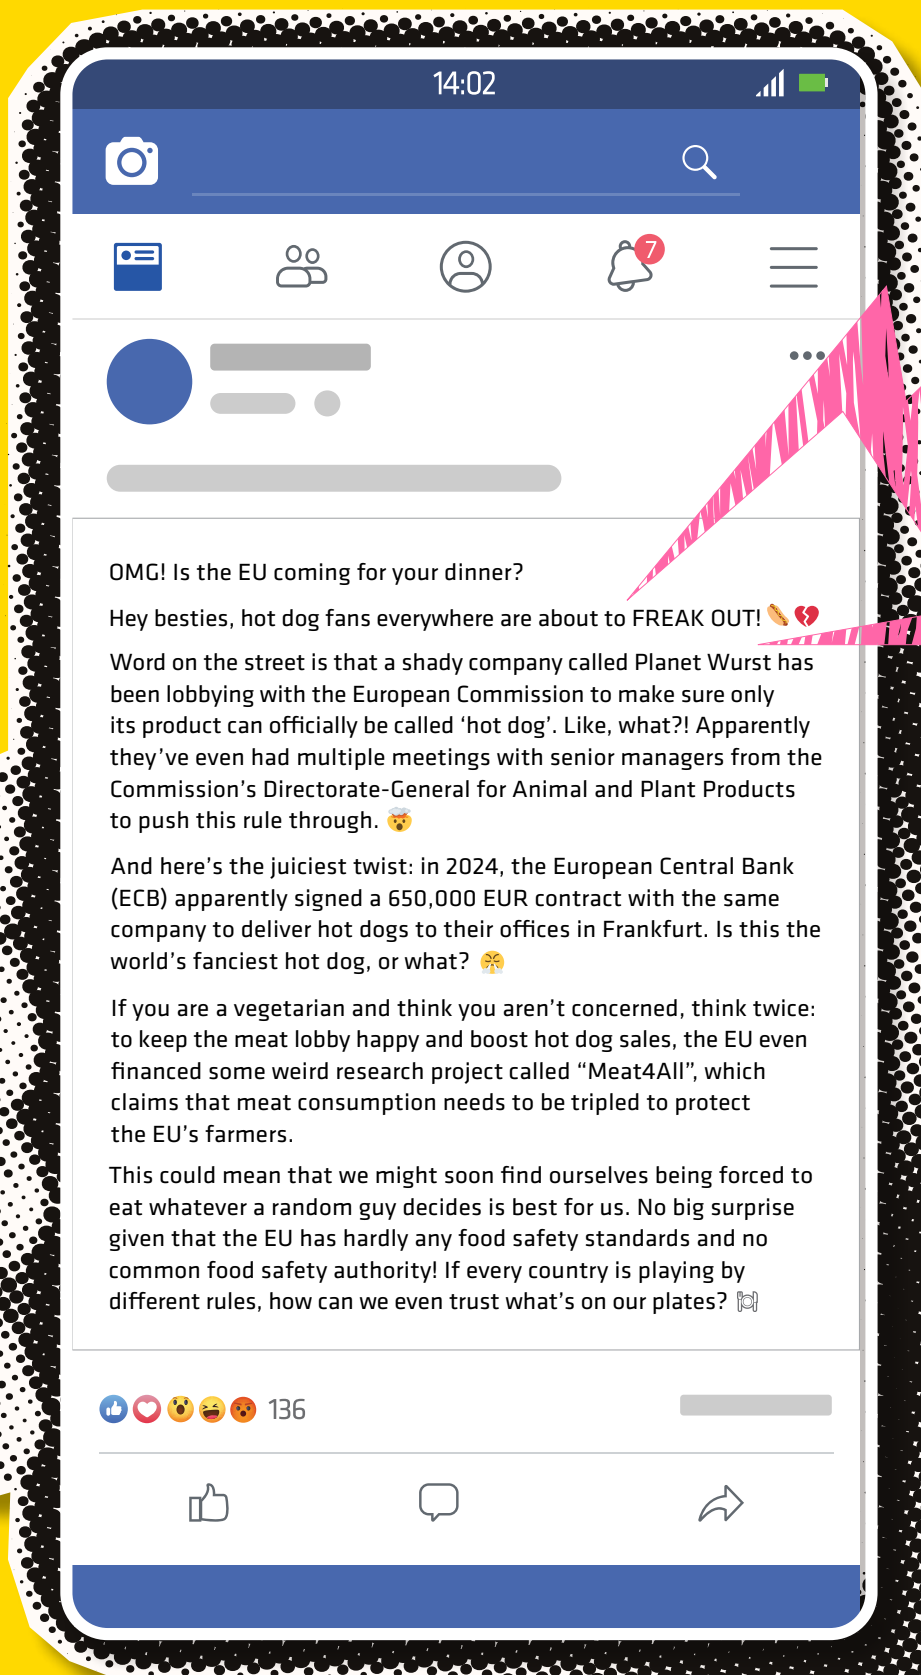 14:02
7
OMG! Is the EU coming for your dinner?
Hey besties, hot dog fans everywhere are about to FREAK OUT! 🌭💔
Word on the street is that a shady company called Planet Wurst has
been lobbying with the European Commission to make sure only
its product can officially be called ‘hot dog’. Like, what?! Apparently
they’ve even had multiple meetings with senior managers from the
Commission’s Directorate-General for Animal and Plant Products
to push this rule through. 🤯
And here’s the juiciest twist: in 2024, the European Central Bank
(ECB) apparently signed a 650,000 EUR contract with the same
company to deliver hot dogs to their offices in Frankfurt. Is this the
world’s fanciest hot dog, or what? 😤
If you are a vegetarian and think you aren’t concerned, think twice:
to keep the meat lobby happy and boost hot dog sales, the EU even
financed some weird research project called “Meat4All”, which
claims that meat consumption needs to be tripled to protect
the EU’s farmers.
This could mean that we might soon find ourselves being forced to
eat whatever a random guy decides is best for us. No big surprise
given that the EU has hardly any food safety standards and no
common food safety authority! If every country is playing by
different rules, how can we even trust what’s on our plates? 🍽
136